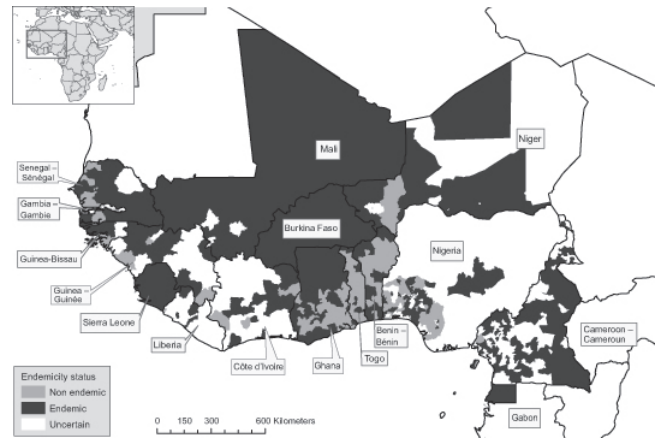 Mali
Niger
Senegal –
Sénégal
Gambia –
Gambie
Burkina Faso
Nigeria
Guinea-Bissau
Guinea –
Guinée
Sierra Leone
Liberia
Côte d'Ivoire
Ghana
Togo
Benin –
Bénin
Cameroon –
Cameroun
Gabon
Endemicity status
Non endemic
Endemic
Uncertain
0 150 300 600 Kilometers